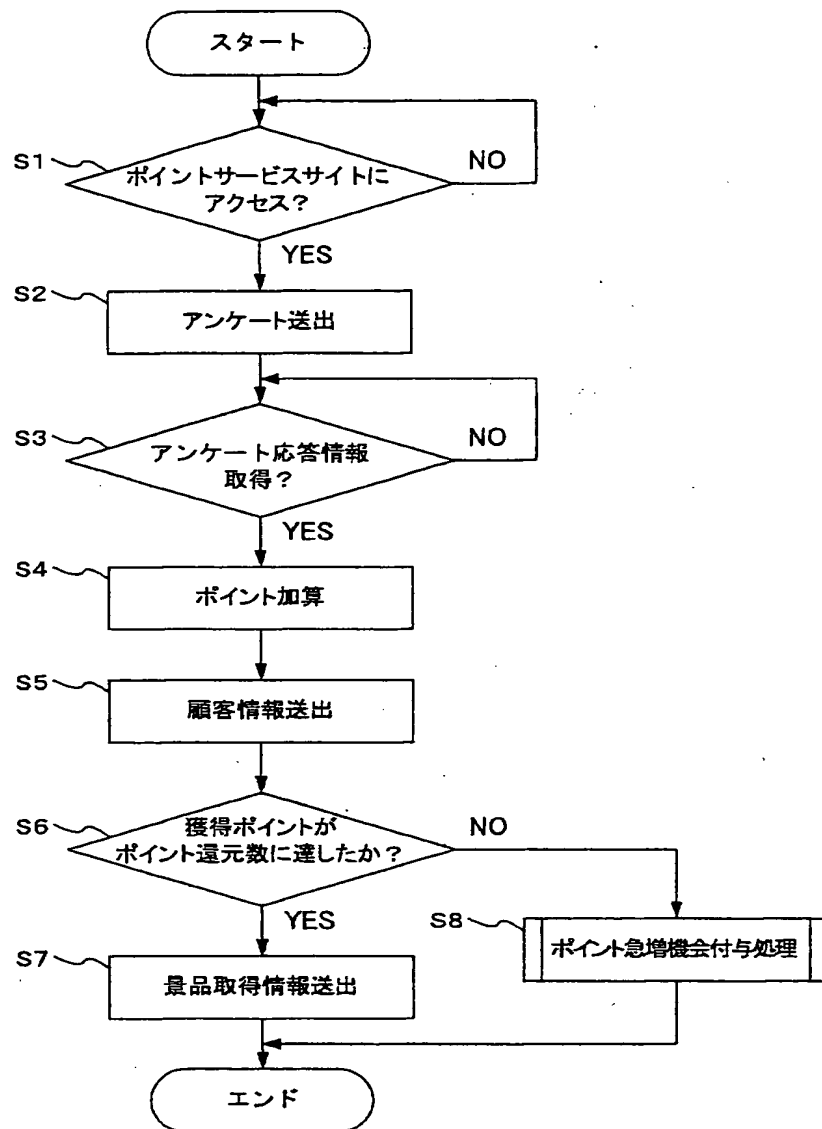 スタート
S1
ポイントサービスサイトに
アクセス？
NO
YES
S2
アンケート送出
S3
アンケート応答情報
取得？
NO
YES
S4
ポイント加算
S5
顧客情報送出
S6
獲得ポイントが
ポイント還元数に達したか？
NO
YES
S8
ポイント急増機会付与処理
S7
景品取得情報送出
エンド